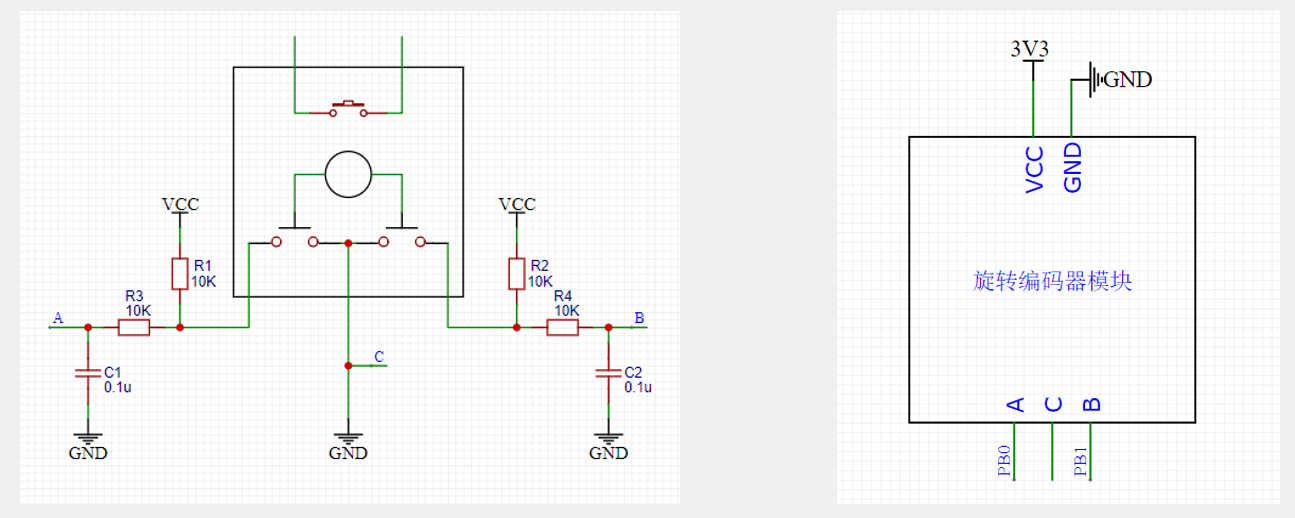 VCC
R1
10K
R3
10K
A
C1
0.1u
GND
C
GND
VCC
R2
10K
R4
10K
B
C2
0.1u
GND
3V3
GND
VCC
GND
旋转编码器模块
A
C
B
PB0
PB1